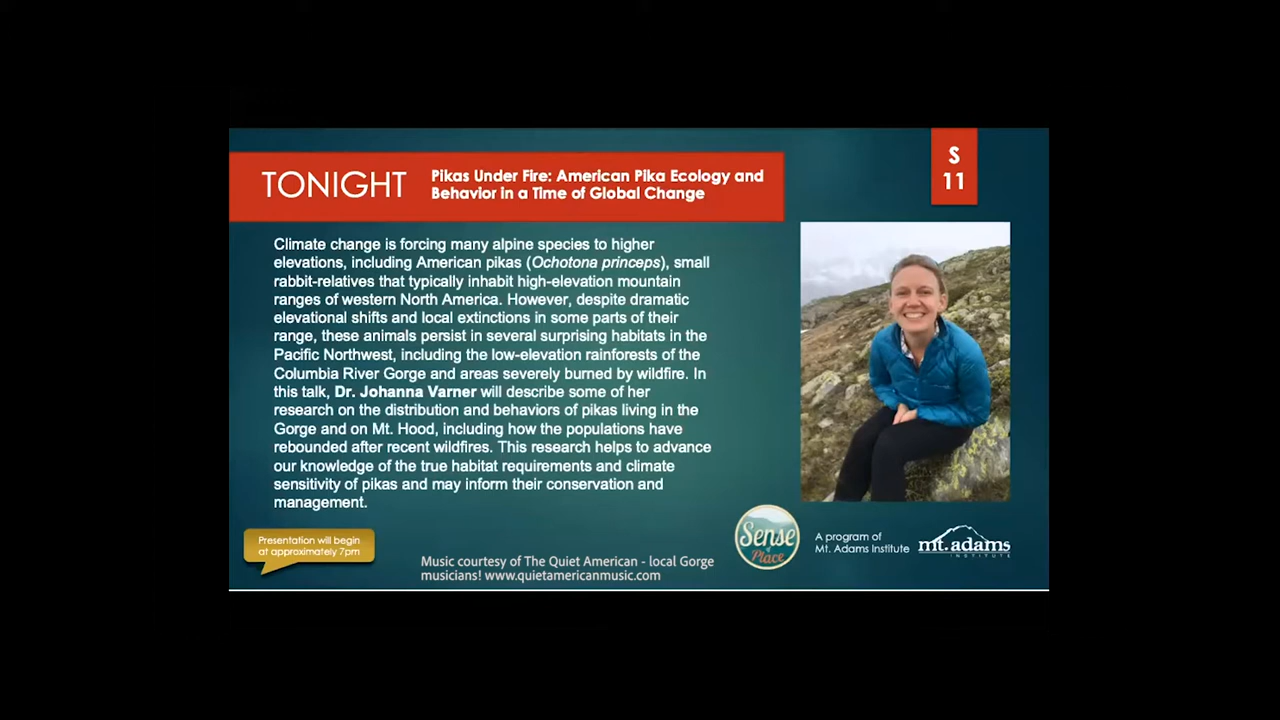 TONIGHT
Pikas Under Fire: American Pika Ecology and
Behavior in a Time of Global Change
S
11
Climate change is forcing many alpine species to higher
elevations, including American pikas (Ochotona princeps), small
rabbit-relatives that typically inhabit high-elevation mountain
ranges of western North America. However, despite dramatic
elevational shifts and local extinctions in some parts of their
range, these animals persist in several surprising habitats in the
Pacific Northwest, including the low-elevation rainforests of the
Columbia River Gorge and areas severely burned by wildfire. In
this talk, Dr. Johanna Varner will describe some of her
research on the distribution and behaviors of pikas living in the
Gorge and on Mt. Hood, including how the populations have
rebounded after recent wildfires. This research helps to advance
our knowledge of the true habitat requirements and climate
sensitivity of pikas and may inform their conservation and
management.
Presentation will begin
at approximately 7pm
Music courtesy of The Quiet American - local Gorge
musicians! www.quietamericanmusic.com
Sense
of
Place
A program of
Mt. Adams Institute
mt. adams
INSTITUTE